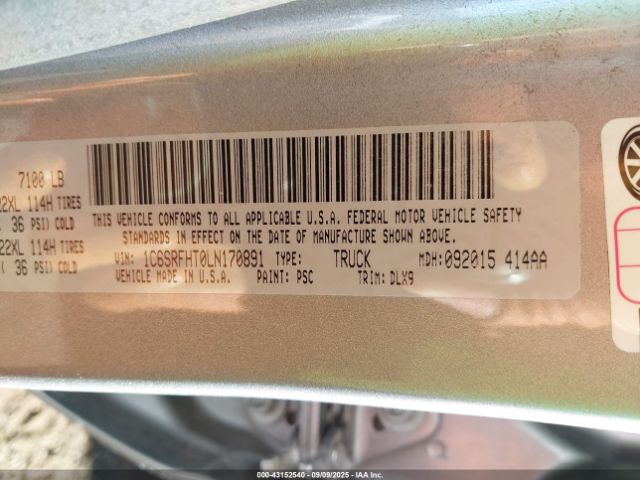 7100 LB
22XL 114H TIRES
( 36 PSI) COLD
22XL 114H TIRES
( 36 PSI) COLD
THIS VEHICLE CONFORMS TO ALL APPLICABLE U.S.A. FEDERAL MOTOR VEHICLE SAFETY
STANDARDS IN EFFECT ON THE DATE OF MANUFACTURE SHOWN ABOVE.
VIN: 1C6SRFHT0LN170891 TYPE: TRUCK MDH:092015 414AA
VEHICLE MADE IN U.S.A. PAINT: PSC TRIM: DLX9
000-43152540 - 09/09/2025 - IAA Inc.